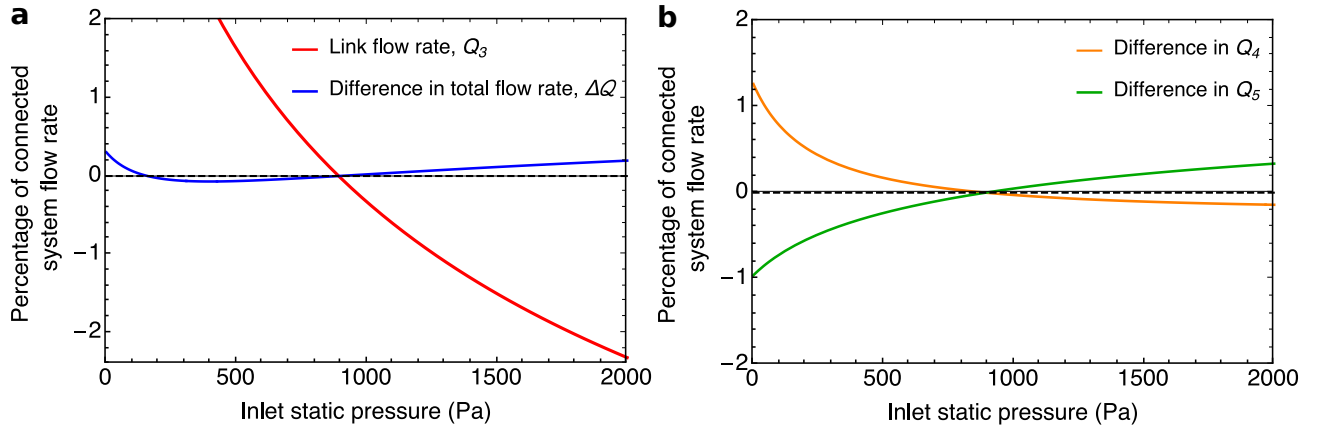 a
Percentage of connected
system flow rate
2
1
0
−1
−2
Link flow rate, Q3
Difference in total flow rate, ΔQ
0 500 1000 1500 2000
Inlet static pressure (Pa)
b
Percentage of connected
system flow rate
2
1
0
−1
−2
Difference in Q4
Difference in Q5
0 500 1000 1500 2000
Inlet static pressure (Pa)